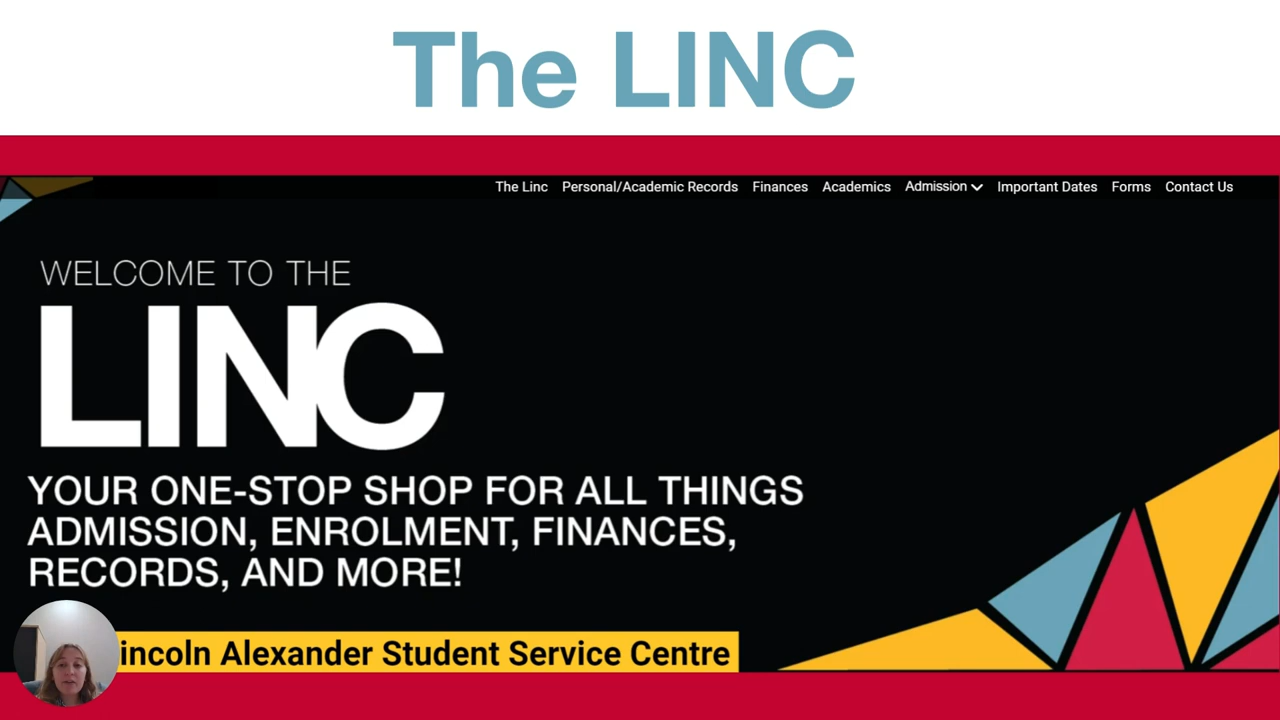 The LINC
The Linc Personal/Academic Records Finances Academics Admission Important Dates Forms Contact Us
WELCOME TO THE
LINC
YOUR ONE-STOP SHOP FOR ALL THINGS
ADMISSION, ENROLMENT, FINANCES,
RECORDS, AND MORE!
incoln Alexander Student Service Centre